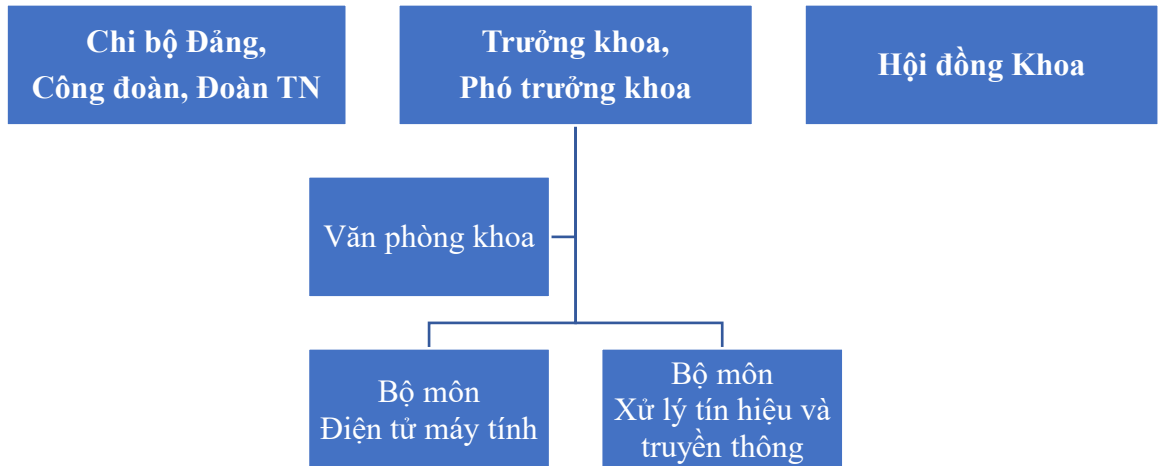 Chi bộ Đảng,
Công đoàn, Đoàn TN
Trưởng khoa,
Phó trưởng khoa
Hội đồng Khoa
Văn phòng khoa
Bộ môn
Điện tử máy tính
Bộ môn
Xử lý tín hiệu và
truyền thông